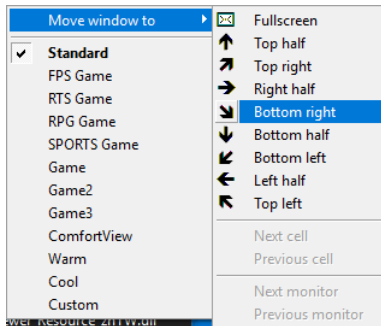 Move window to
Standard
FPS Game
RTS Game
RPG Game
SPORTS Game
Game
Game2
Game3
ComfortView
Warm
Cool
Custom
Fullscreen
Top half
Top right
Right half
Bottom right
Bottom half
Bottom left
Left half
Top left
Next cell
Previous cell
Next monitor
Previous monitor